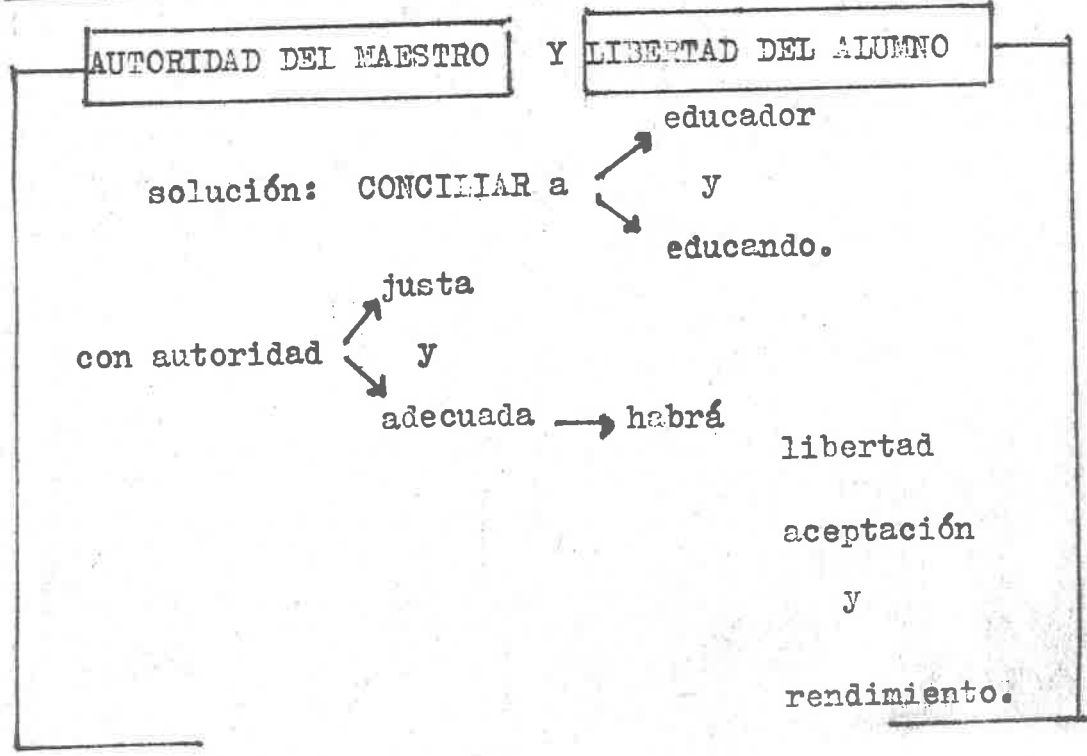 AUTORIDAD DEL MAESTRO Y LIBERTAD DEL ALUMNO
educador
solución: CONCILIAR a y
educando.
justa
con autoridad y
adecuada habrá
libertad
aceptación
y
rendimiento.